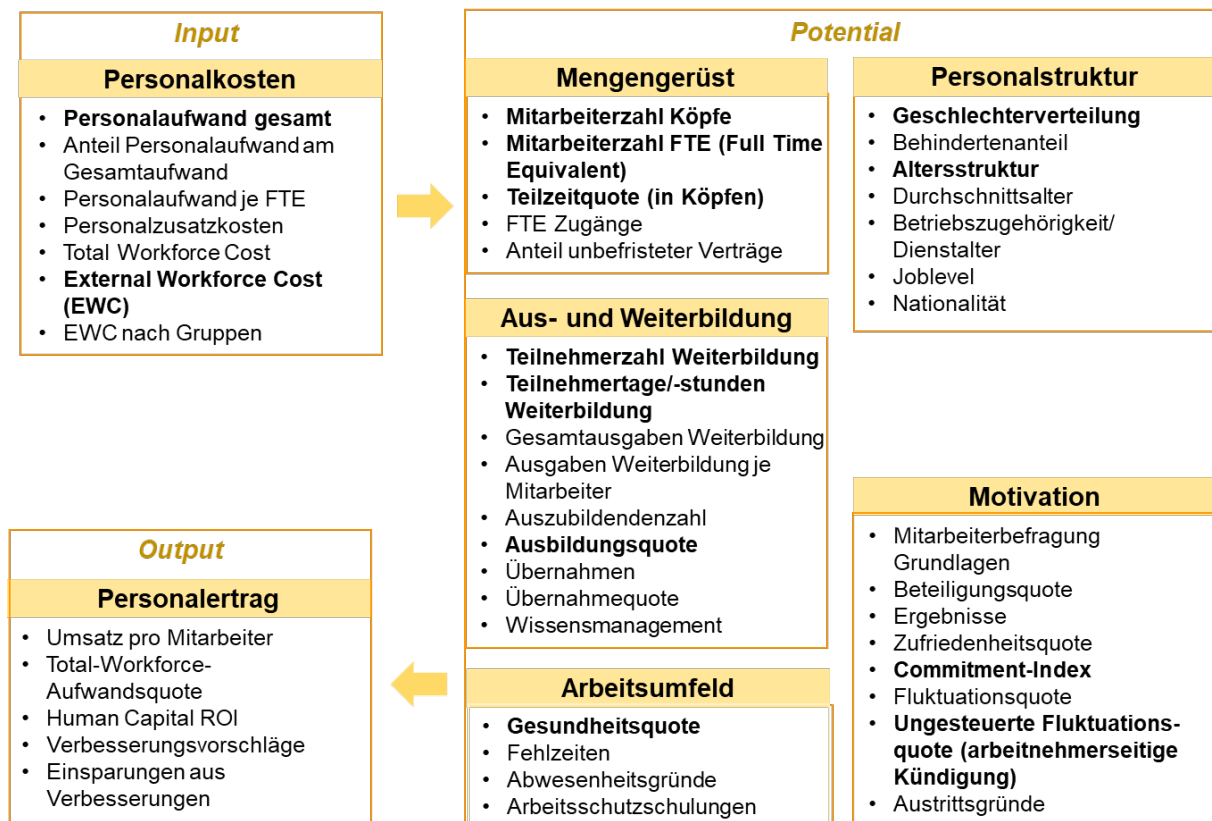 Input
Personalkosten
• Personalaufwand gesamt
• Anteil Personalaufwand am
Gesamtaufwand
• Personalaufwand je FTE
• Personalzusatzkosten
• Total Workforce Cost
• External Workforce Cost
(EWC)
• EWC nach Gruppen
Potential
Mengengerüst
• Mitarbeiterzahl Köpfe
• Mitarbeiterzahl FTE (Full Time
Equivalent)
• Teilzeitquote (in Köpfen)
• FTE Zugänge
• Anteil unbefristeter Verträge
Personalstruktur
• Geschlechterverteilung
• Behindertenanteil
• Altersstruktur
• Durchschnittsalter
• Betriebszugehörigkeit/
Dienstalter
• Joblevel
• Nationalität
Aus- und Weiterbildung
• Teilnehmerzahl Weiterbildung
• Teilnehmertage/-stunden
Weiterbildung
• Gesamtausgaben Weiterbildung
• Ausgaben Weiterbildung je
Mitarbeiter
• Auszubildendenzahl
• Ausbildungsquote
• Übernahmen
• Übernahmequote
• Wissensmanagement
Motivation
• Mitarbeiterbefragung
Grundlagen
• Beteiligungsquote
• Ergebnisse
• Zufriedenheitsquote
• Commitment-Index
• Fluktuationsquote
• Ungesteuerte Fluktuations-
quote (arbeitnehmerseitige
Kündigung)
• Austrittsgründe
Arbeitsumfeld
• Gesundheitsquote
• Fehlzeiten
• Abwesenheitsgründe
• Arbeitsschutzschulungen
Output
Personalertrag
• Umsatz pro Mitarbeiter
• Total-Workforce-
Aufwandsquote
• Human Capital ROI
• Verbesserungsvorschläge
• Einsparungen aus
Verbesserungen